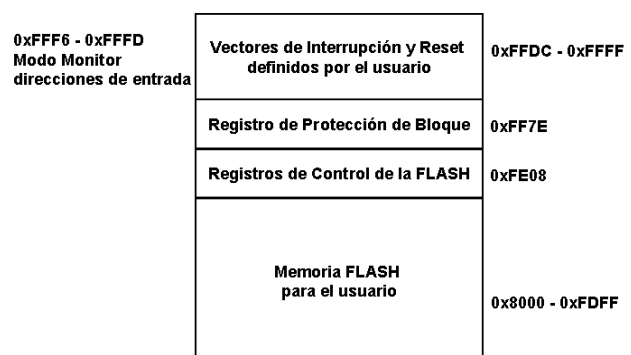 0xFFF6 - 0xFFFD
Modo Monitor
direcciones de entrada
Vectores de Interrupción y Reset
definidos por el usuario
0xFFDC - 0xFFFF
Registro de Protección de Bloque
0xFF7E
Registros de Control de la FLASH
0xFE08
Memoria FLASH
para el usuario
0x8000 - 0xFDFF